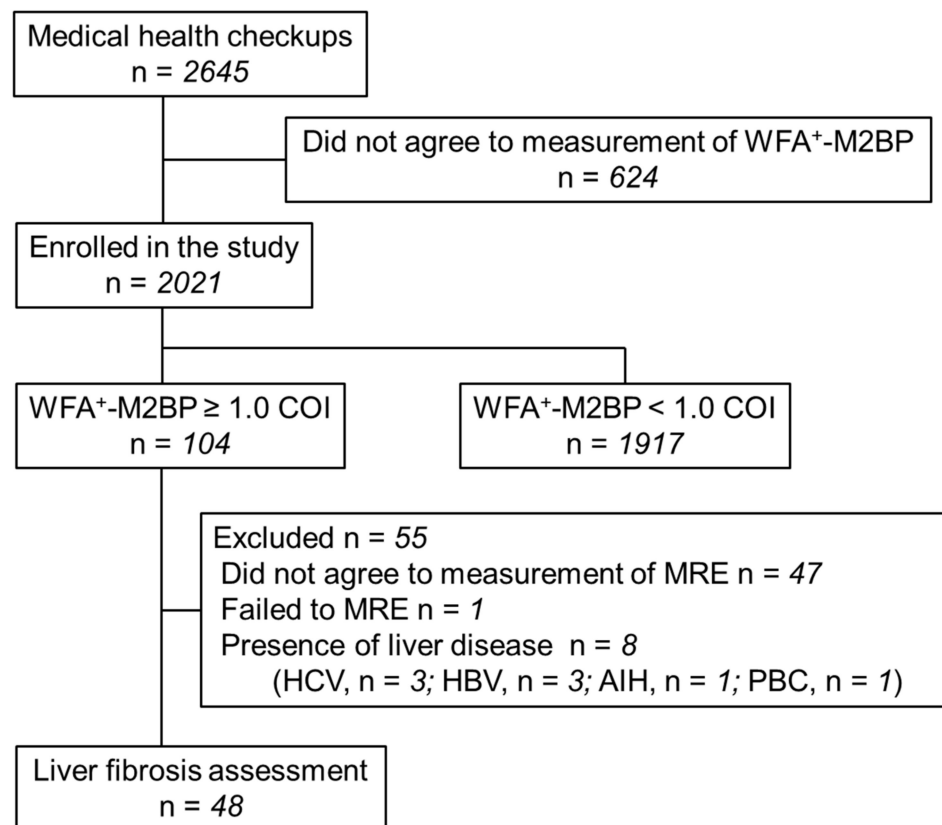 Medical health checkups
n = 2645
Did not agree to measurement of WFA⁺-M2BP
n = 624
Enrolled in the study
n = 2021
WFA⁺-M2BP ≥ 1.0 COI
n = 104
WFA⁺-M2BP < 1.0 COI
n = 1917
Excluded n = 55
Did not agree to measurement of MRE n = 47
Failed to MRE n = 1
Presence of liver disease n = 8
(HCV, n = 3; HBV, n = 3; AIH, n = 1; PBC, n = 1)
Liver fibrosis assessment
n = 48